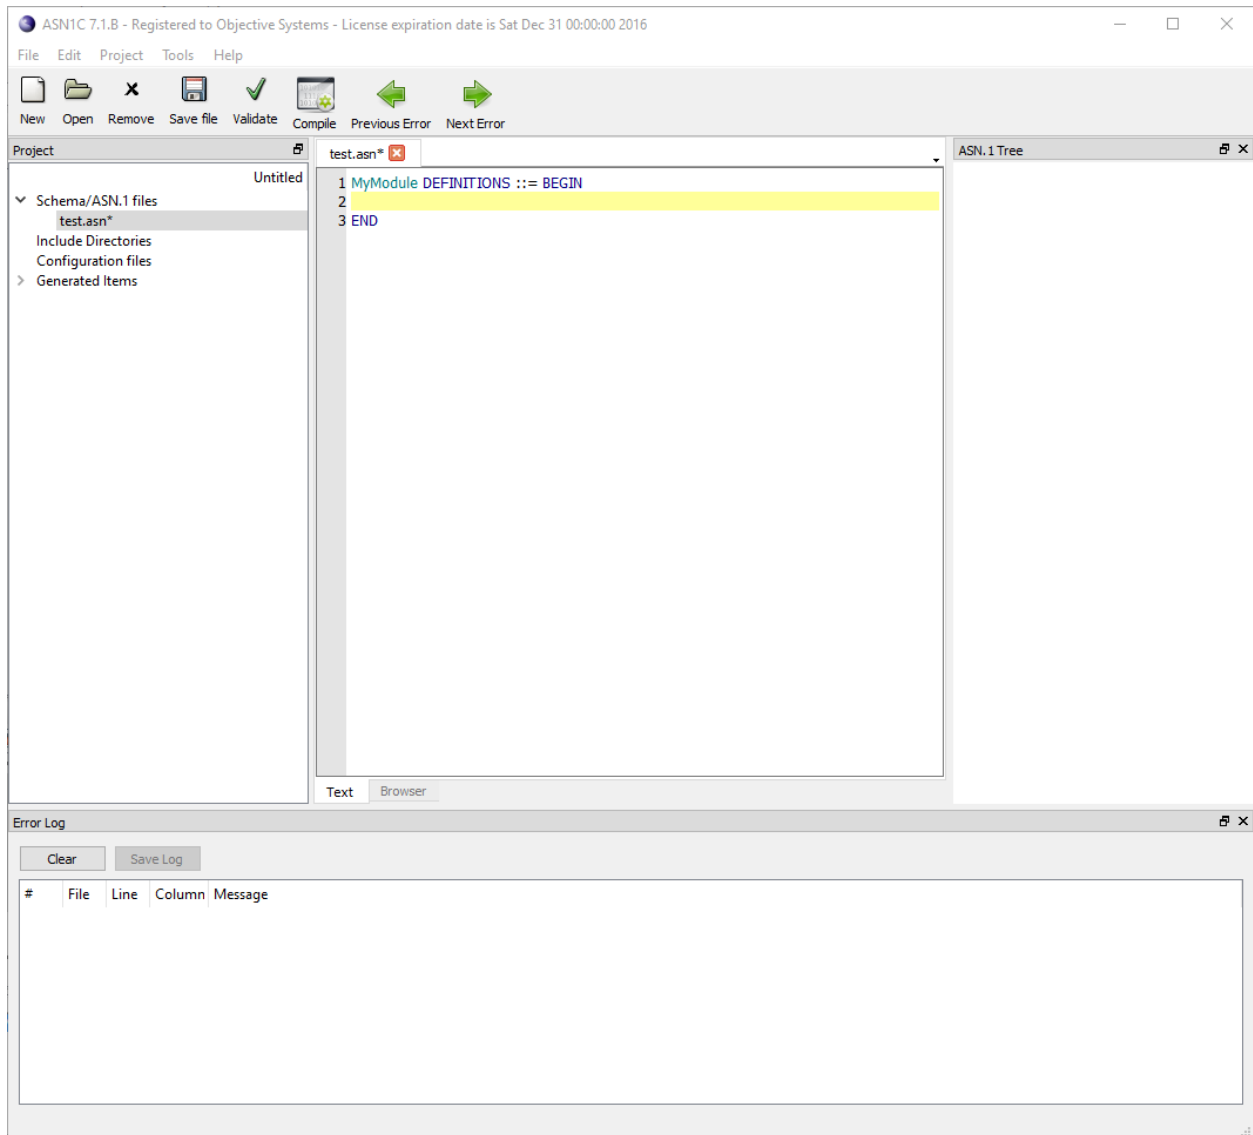 ASN1C 7.1.B - Registered to Objective Systems - License expiration date is Sat Dec 31 00:00:00 2016
File Edit Project Tools Help
New Open Remove Save file Validate Compile Previous Error Next Error
Project
Untitled
Schema/ASN.1 files
test.asn*
Include Directories
Configuration files
Generated Items
test.asn*
1 MyModule DEFINITIONS ::= BEGIN
2
3 END
Text Browser
ASN.1 Tree
Error Log
Clear Save Log
# File Line Column Message